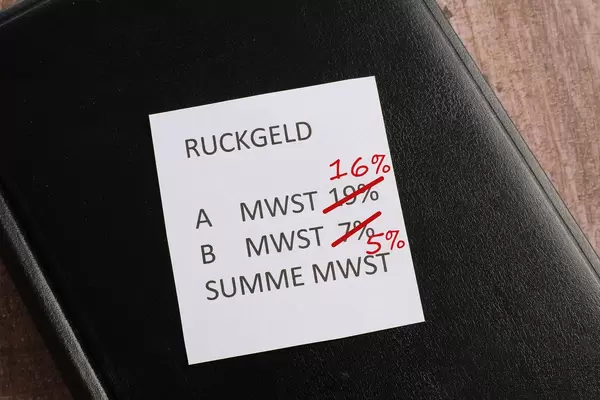 RUCKGELD
16%
A MWST 19%
B MWST 7%
5%
SUMME MWST